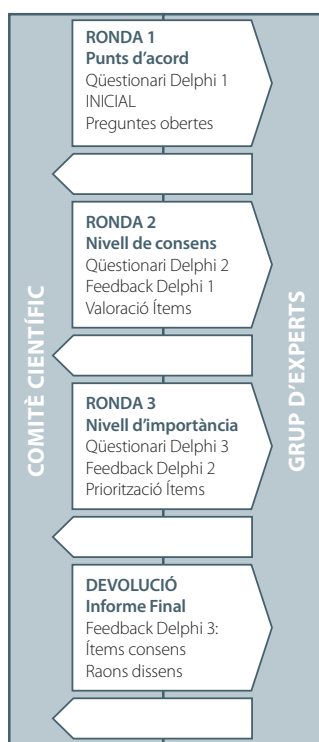 RONDA 1
Punts d’acord
Qüestionari Delphi 1
INICIAL
Preguntes obertes
RONDA 2
Nivell de consens
Qüestionari Delphi 2
Feedback Delphi 1
Valoració Ítems
COMITÈ CIENTÍFIC
GRUP D’EXPERTS
RONDA 3
Nivell d’importància
Qüestionari Delphi 3
Feedback Delphi 2
Priorització Ítems
DEVOLUCIÓ
Informe Final
Feedback Delphi 3:
Ítems consens
Raons dissens